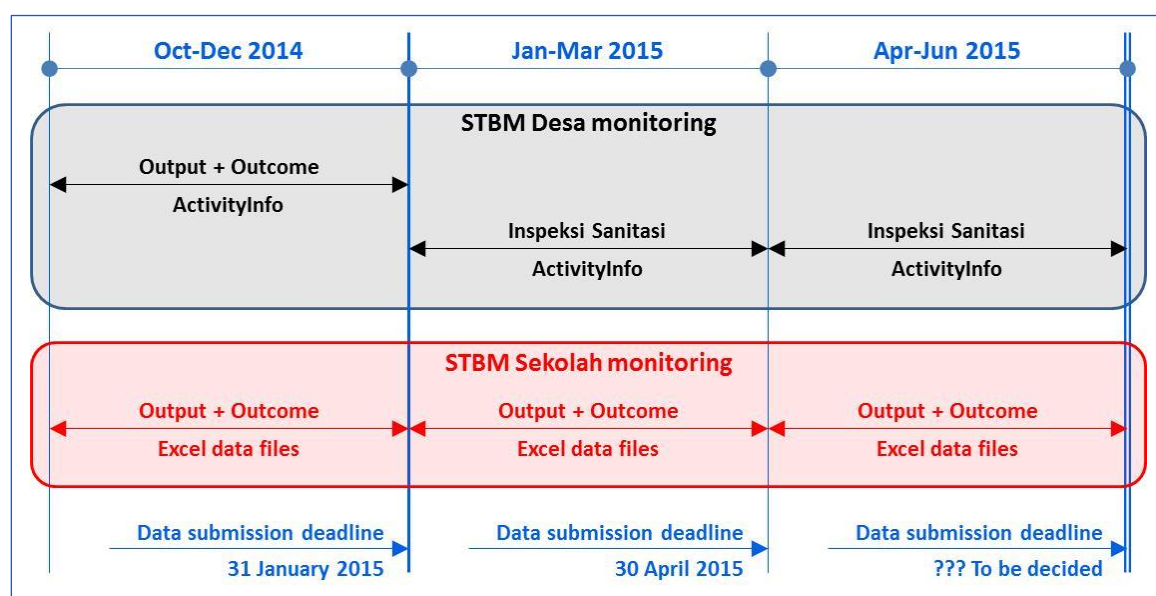 Oct-Dec 2014
Jan-Mar 2015
Apr-Jun 2015
STBM Desa monitoring
Output + Outcome
ActivityInfo
Inspeksi Sanitasi
ActivityInfo
Inspeksi Sanitasi
ActivityInfo
STBM Sekolah monitoring
Output + Outcome
Excel data files
Output + Outcome
Excel data files
Output + Outcome
Excel data files
Data submission deadline
31 January 2015
Data submission deadline
30 April 2015
Data submission deadline
??? To be decided